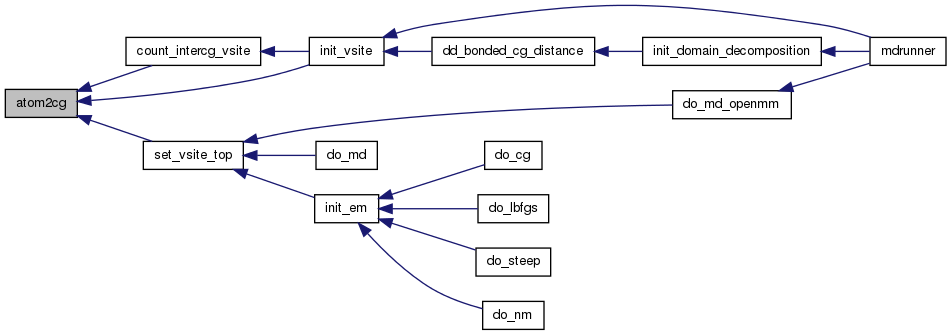 atom2cg
count_intercg_vsite
init_vsite
dd_bonded_cg_distance
init_domain_decomposition
mdrunner
do_md_openmm
set_vsite_top
do_md
do_cg
init_em
do_lbfgs
do_steep
do_nm